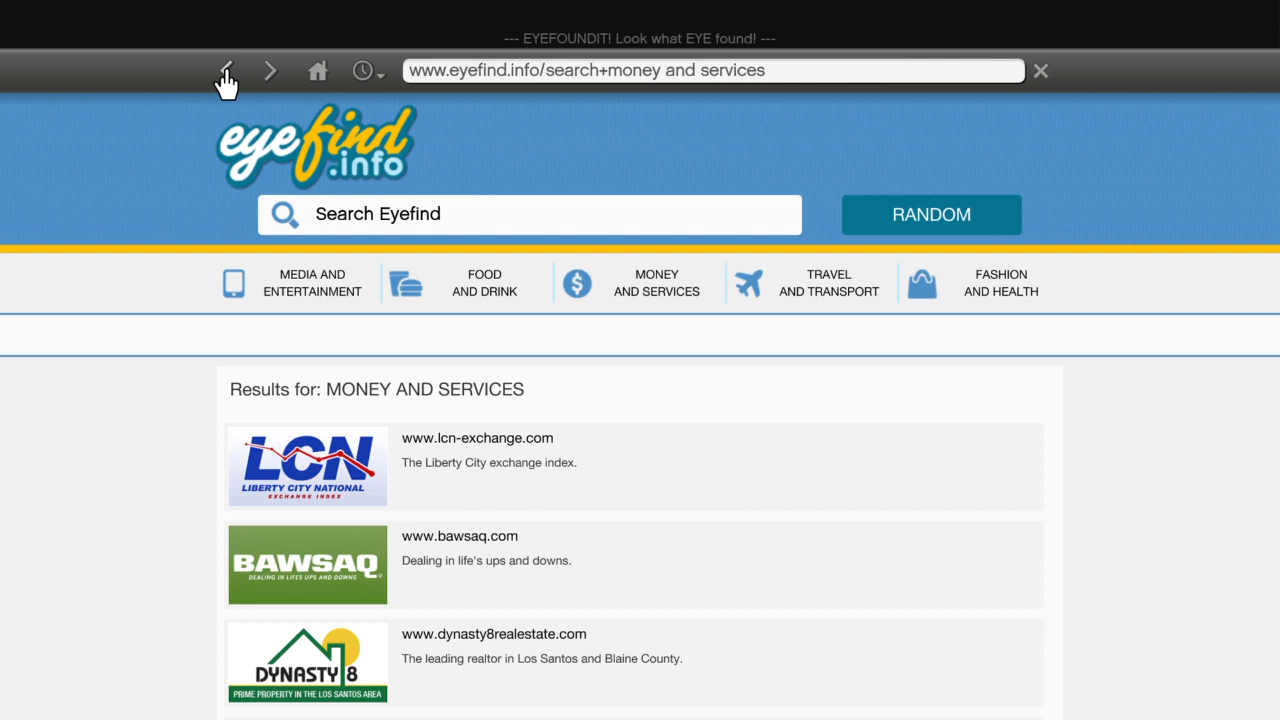 --- EYEFOUNDIT! Look what EYE found! ---
www.eyefind.info/search+money and services
eyefind
.info
Search Eyefind
RANDOM
MEDIA AND
ENTERTAINMENT
FOOD
AND DRINK
MONEY
AND SERVICES
TRAVEL
AND TRANSPORT
FASHION
AND HEALTH
Results for: MONEY AND SERVICES
LCN
LIBERTY CITY NATIONAL
EXCHANGE INDEX
www.lcn-exchange.com
The Liberty City exchange index.
BAWSAQ
DEALING IN LIFES UPS AND DOWNS
www.bawsaq.com
Dealing in life's ups and downs.
DYNASTY 8
PRIME PROPERTY IN THE LOS SANTOS AREA
www.dynasty8realestate.com
The leading realtor in Los Santos and Blaine County.